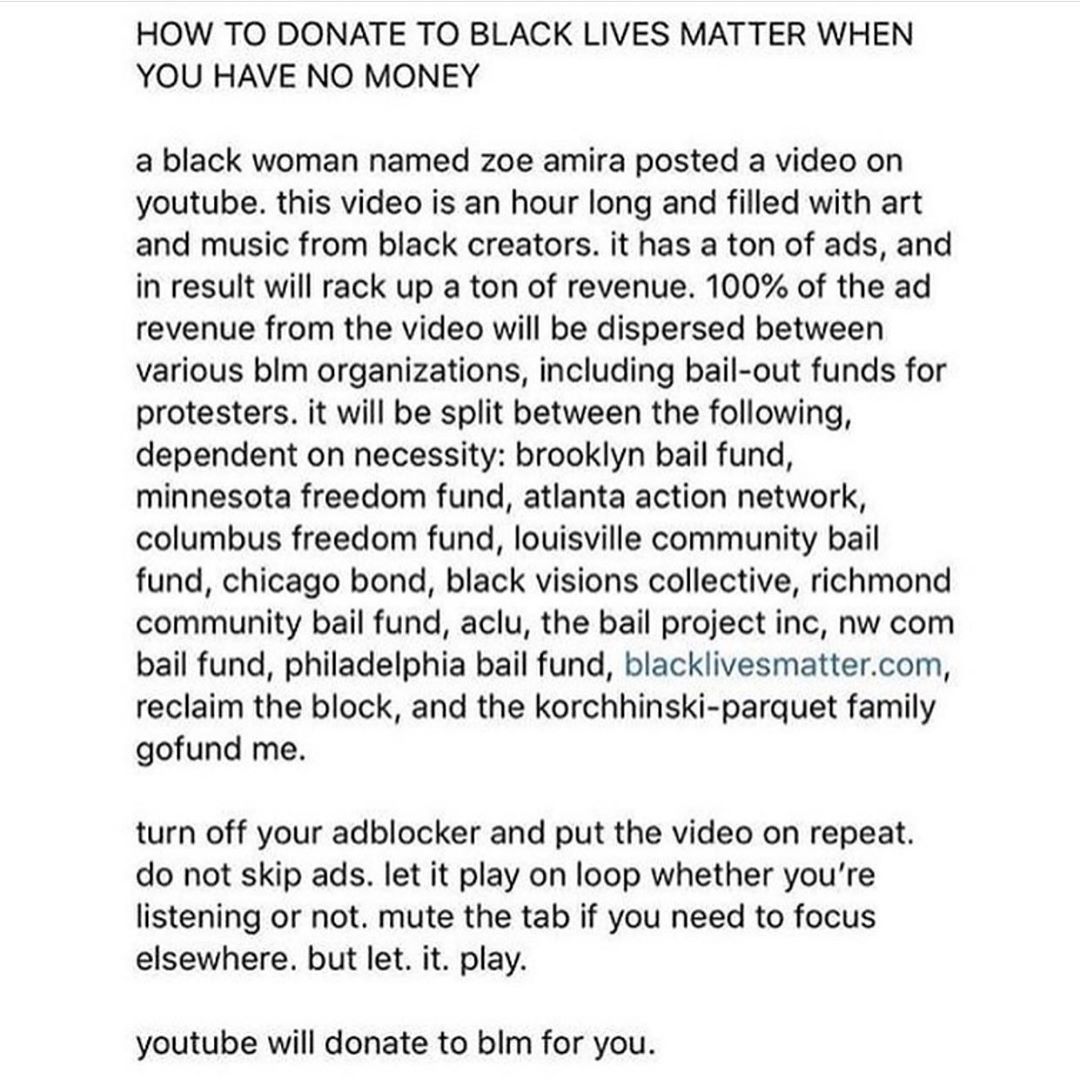 HOW TO DONATE TO BLACK LIVES MATTER WHEN
YOU HAVE NO MONEY
a black woman named zoe amira posted a video on
youtube. this video is an hour long and filled with art
and music from black creators. it has a ton of ads, and
in result will rack up a ton of revenue. 100% of the ad
revenue from the video will be dispersed between
various blm organizations, including bail-out funds for
protesters. it will be split between the following,
dependent on necessity: brooklyn bail fund,
minnesota freedom fund, atlanta action network,
columbus freedom fund, louisville community bail
fund, chicago bond, black visions collective, richmond
community bail fund, aclu, the bail project inc, nw com
bail fund, philadelphia bail fund, blacklivesmatter.com,
reclaim the block, and the korchhinski-parquet family
gofund me.
turn off your adblocker and put the video on repeat.
do not skip ads. let it play on loop whether you're
listening or not. mute the tab if you need to focus
elsewhere. but let. it. play.
youtube will donate to blm for you.